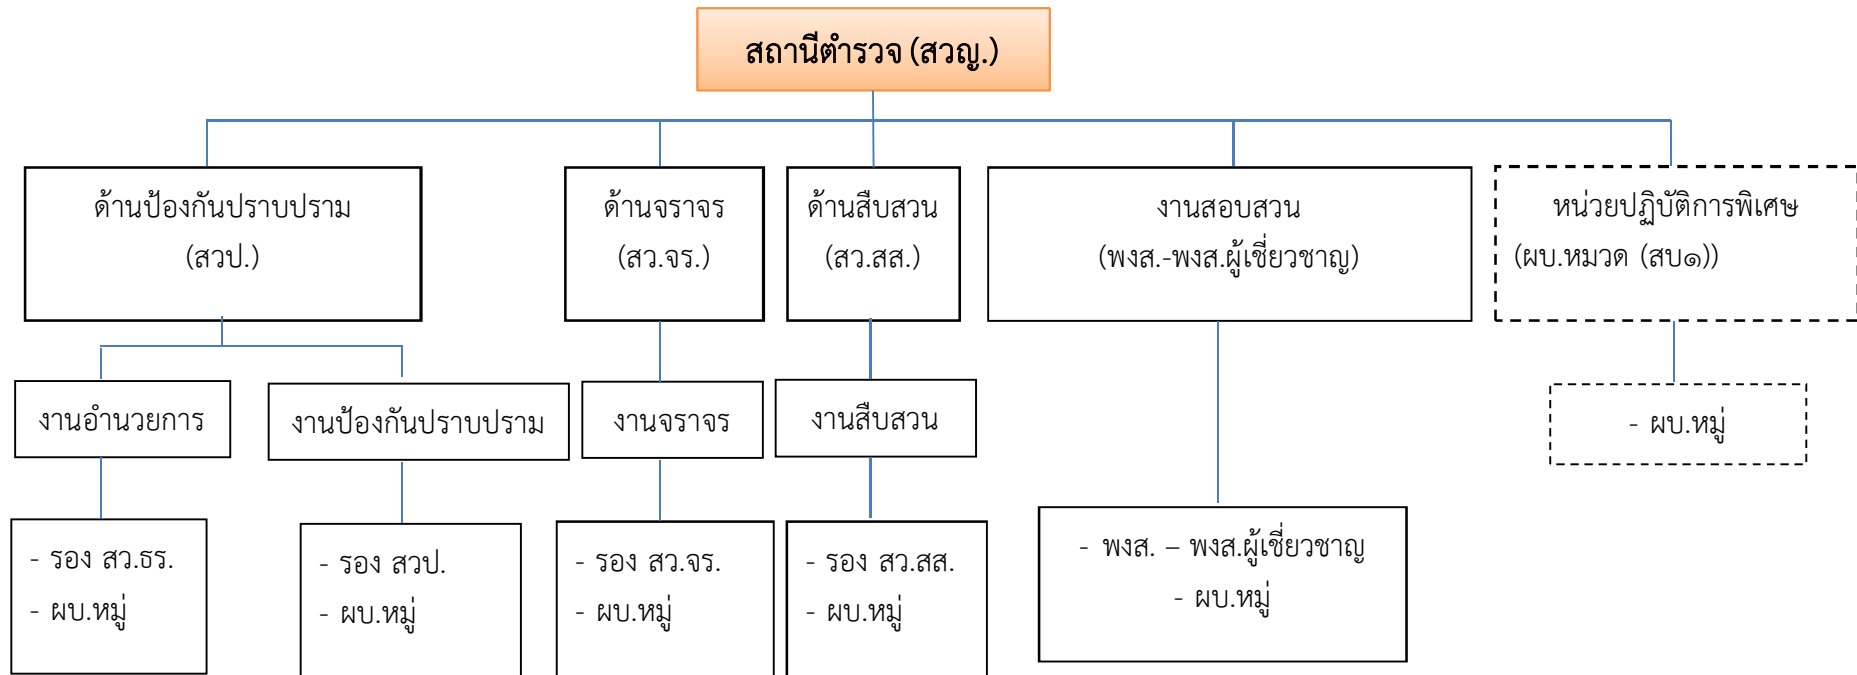 สถานีตำรวจ (สวญ.)
ด้านป้องกันปราบปราม
(สวป.)
ด้านจราจร
(สว.จร.)
ด้านสืบสวน
(สว.สส.)
งานสอบสวน
(พงส.-พงส.ผู้เชี่ยวชาญ)
หน่วยปฏิบัติการพิเศษ
(ผบ.หมวด (สบ๑))
งานอำนวยการ
งานป้องกันปราบปราม
งานจราจร
งานสืบสวน
- ผบ.หมู่
- รอง สว.ธร.
- ผบ.หมู่
- รอง สวป.
- ผบ.หมู่
- รอง สว.จร.
- ผบ.หมู่
- รอง สว.สส.
- ผบ.หมู่
- พงส. – พงส.ผู้เชี่ยวชาญ
- ผบ.หมู่